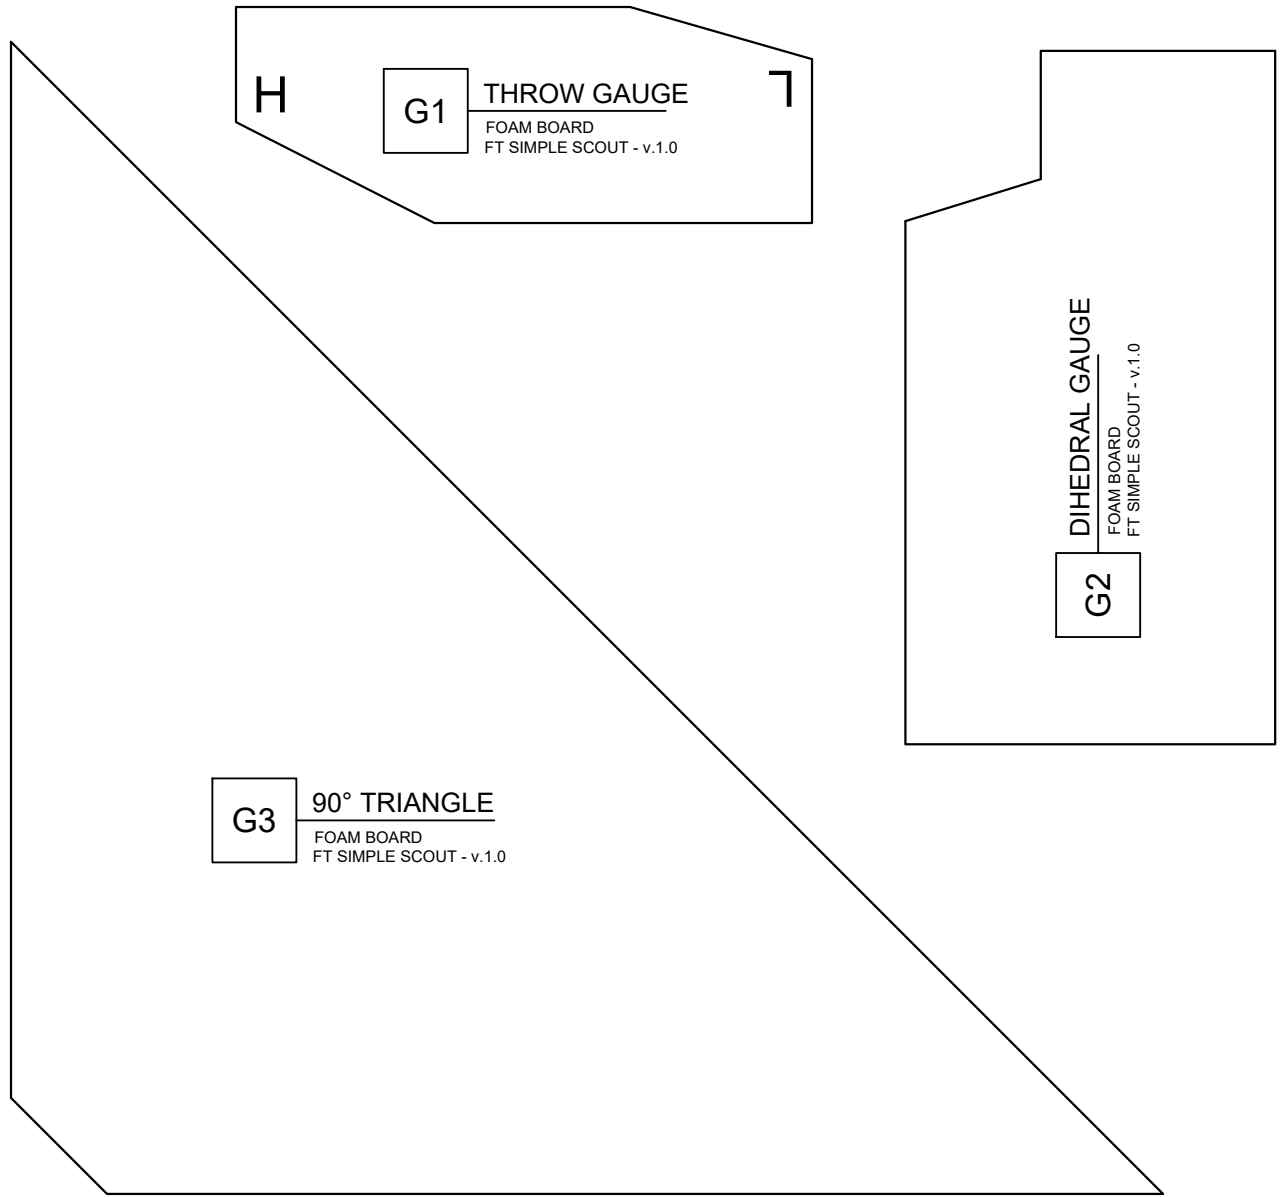 H
G1
THROW GAUGE
FOAM BOARD
FT SIMPLE SCOUT - v.1.0
L
DIHEDRAL GAUGE
FOAM BOARD
FT SIMPLE SCOUT - v.1.0
G2
G3
90° TRIANGLE
FOAM BOARD
FT SIMPLE SCOUT - v.1.0